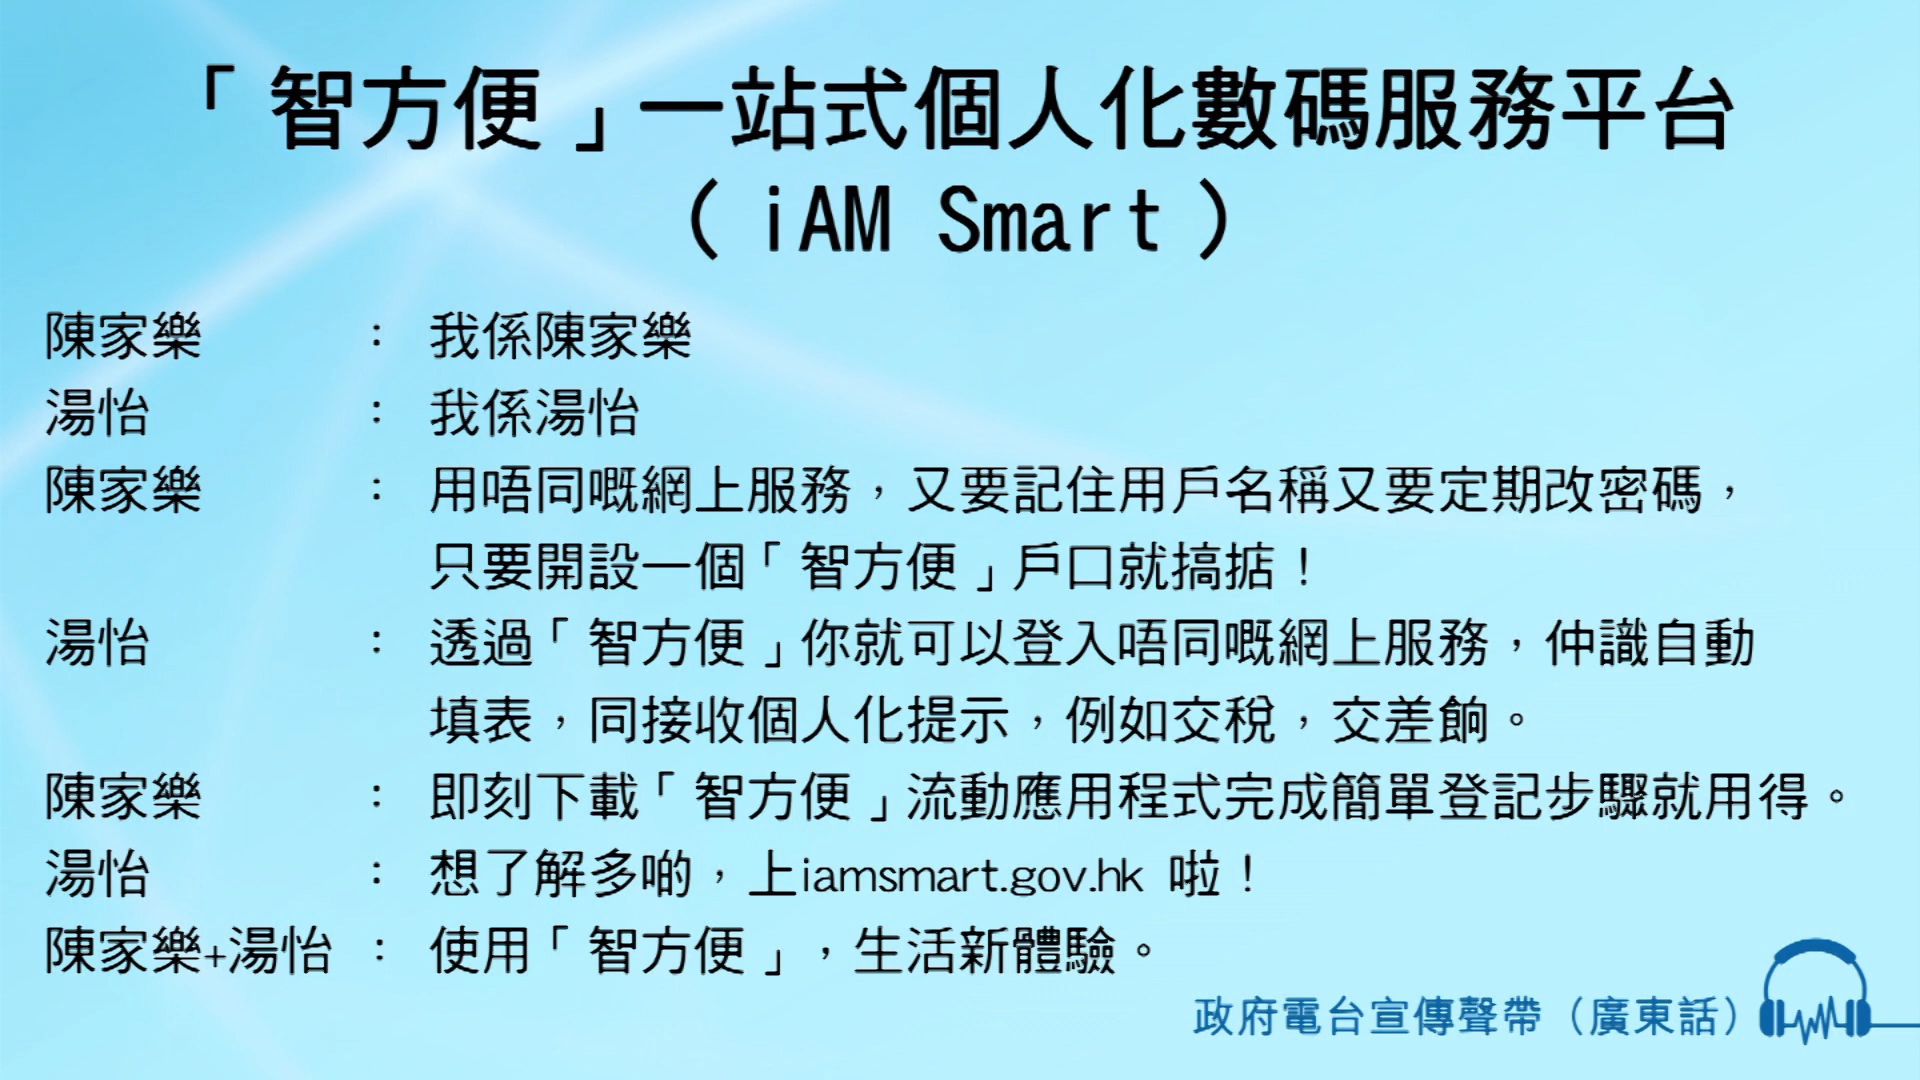 「智方便」一站式個人化數碼服務平台
（iAM Smart）
陳家樂 ： 我係陳家樂
湯怡 ： 我係湯怡
陳家樂 ： 用唔同嘅網上服務，又要記住用戶名稱又要定期改密碼，
只要開設一個「智方便」戶口就搞掂！
湯怡 ： 透過「智方便」你就可以登入唔同嘅網上服務，仲識自動
填表，同接收個人化提示，例如交稅，交差餉。
陳家樂 ： 即刻下載「智方便」流動應用程式完成簡單登記步驟就用得。
湯怡 ： 想了解多啲，上iamsmart.gov.hk 啦！
陳家樂+湯怡 ： 使用「智方便」，生活新體驗。
政府電台宣傳聲帶（廣東話）